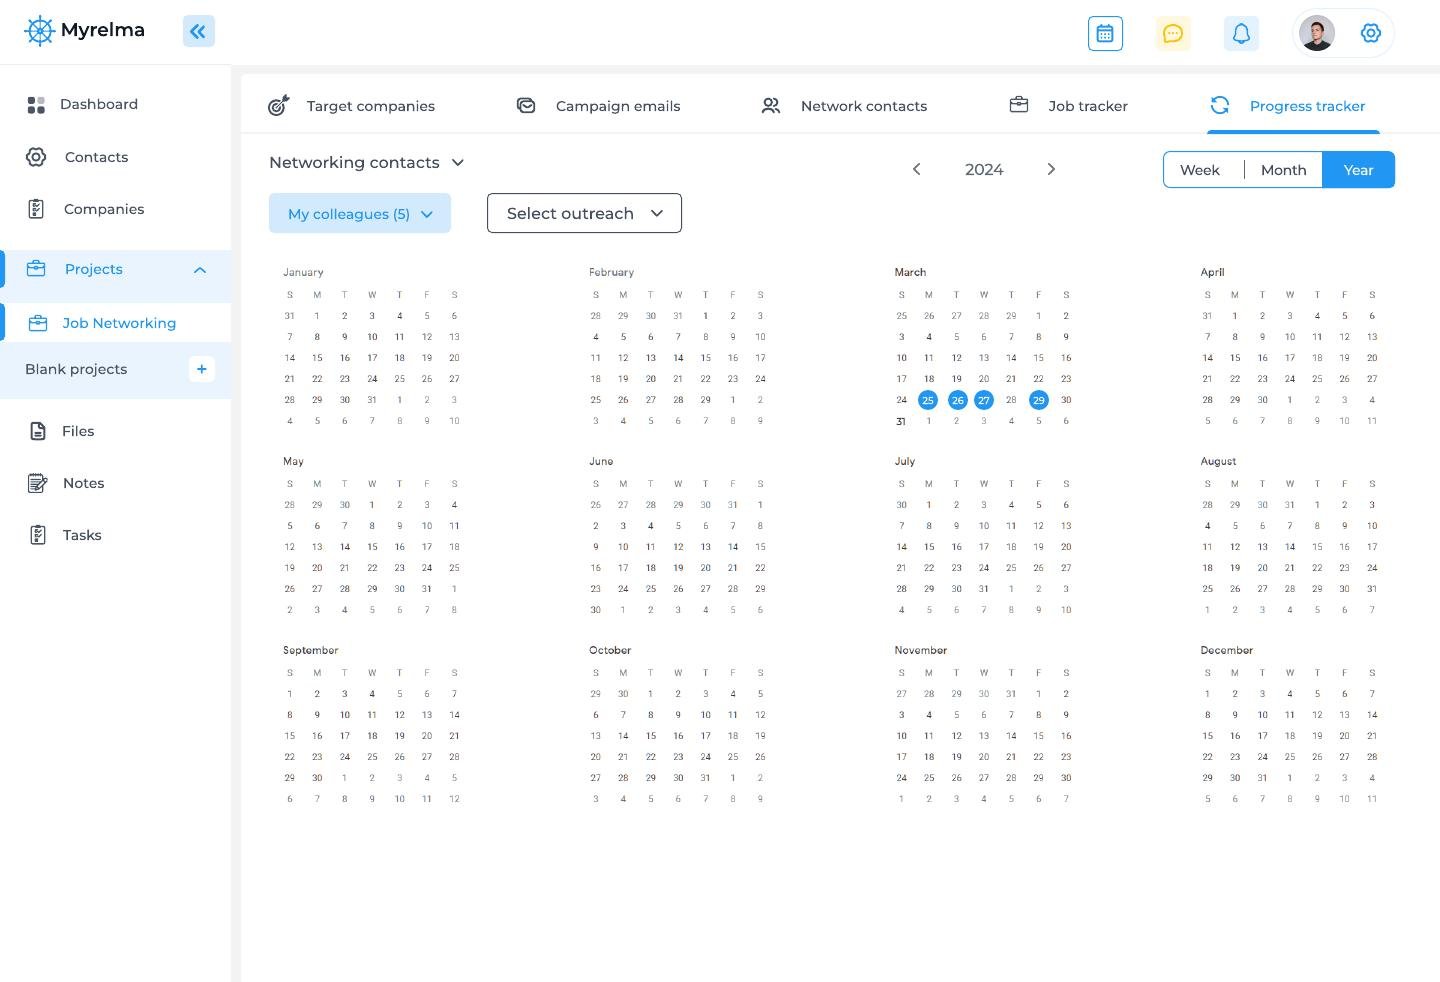 Myrelma
Dashboard
Contacts
Companies
Projects
Job Networking
Blank projects
Files
Notes
Tasks
Target companies
Campaign emails
Network contacts
Job tracker
Progress tracker
Networking contacts
2024
Week Month Year
My colleagues (5)
Select outreach
January
S M T W T F S
31 1 2 3 4 5 6
7 8 9 10 11 12 13
14 15 16 17 18 19 20
21 22 23 24 25 26 27
28 29 30 31 1 2 3
4 5 6 7 8 9 10
February
S M T W T F S
28 29 30 31 1 2 3
4 5 6 7 8 9 10
11 12 13 14 15 16 17
18 19 20 21 22 23 24
25 26 27 28 29 1 2
3 4 5 6 7 8 9
March
S M T W T F S
25 26 27 28 29 1 2
3 4 5 6 7 8 9
10 11 12 13 14 15 16
17 18 19 20 21 22 23
24 25 26 27 28 29 30
31 1 2 3 4 5 6
April
S M T W T F S
31 1 2 3 4 5 6
7 8 9 10 11 12 13
14 15 16 17 18 19 20
21 22 23 24 25 26 27
28 29 30 1 2 3 4
5 6 7 8 9 10 11
May
S M T W T F S
28 29 30 1 2 3 4
5 6 7 8 9 10 11
12 13 14 15 16 17 18
19 20 21 22 23 24 25
26 27 28 29 30 31 1
2 3 4 5 6 7 8
June
S M T W T F S
26 27 28 29 30 31 1
2 3 4 5 6 7 8
9 10 11 12 13 14 15
16 17 18 19 20 21 22
23 24 25 26 27 28 29
30 1 2 3 4 5 6
July
S M T W T F S
30 1 2 3 4 5 6
7 8 9 10 11 12 13
14 15 16 17 18 19 20
21 22 23 24 25 26 27
28 29 30 31 1 2 3
4 5 6 7 8 9 10
August
S M T W T F S
28 29 30 31 1 2 3
4 5 6 7 8 9 10
11 12 13 14 15 16 17
18 19 20 21 22 23 24
25 26 27 28 29 30 31
1 2 3 4 5 6 7
September
S M T W T F S
1 2 3 4 5 6 7
8 9 10 11 12 13 14
15 16 17 18 19 20 21
22 23 24 25 26 27 28
29 30 1 2 3 4 5
6 7 8 9 10 11 12
October
S M T W T F S
29 30 1 2 3 4 5
6 7 8 9 10 11 12
13 14 15 16 17 18 19
20 21 22 23 24 25 26
27 28 29 30 31 1 2
3 4 5 6 7 8 9
November
S M T W T F S
27 28 29 30 31 1 2
3 4 5 6 7 8 9
10 11 12 13 14 15 16
17 18 19 20 21 22 23
24 25 26 27 28 29 30
1 2 3 4 5 6 7
December
S M T W T F S
1 2 3 4 5 6 7
8 9 10 11 12 13 14
15 16 17 18 19 20 21
22 23 24 25 26 27 28
29 30 31 1 2 3 4
5 6 7 8 9 10 11